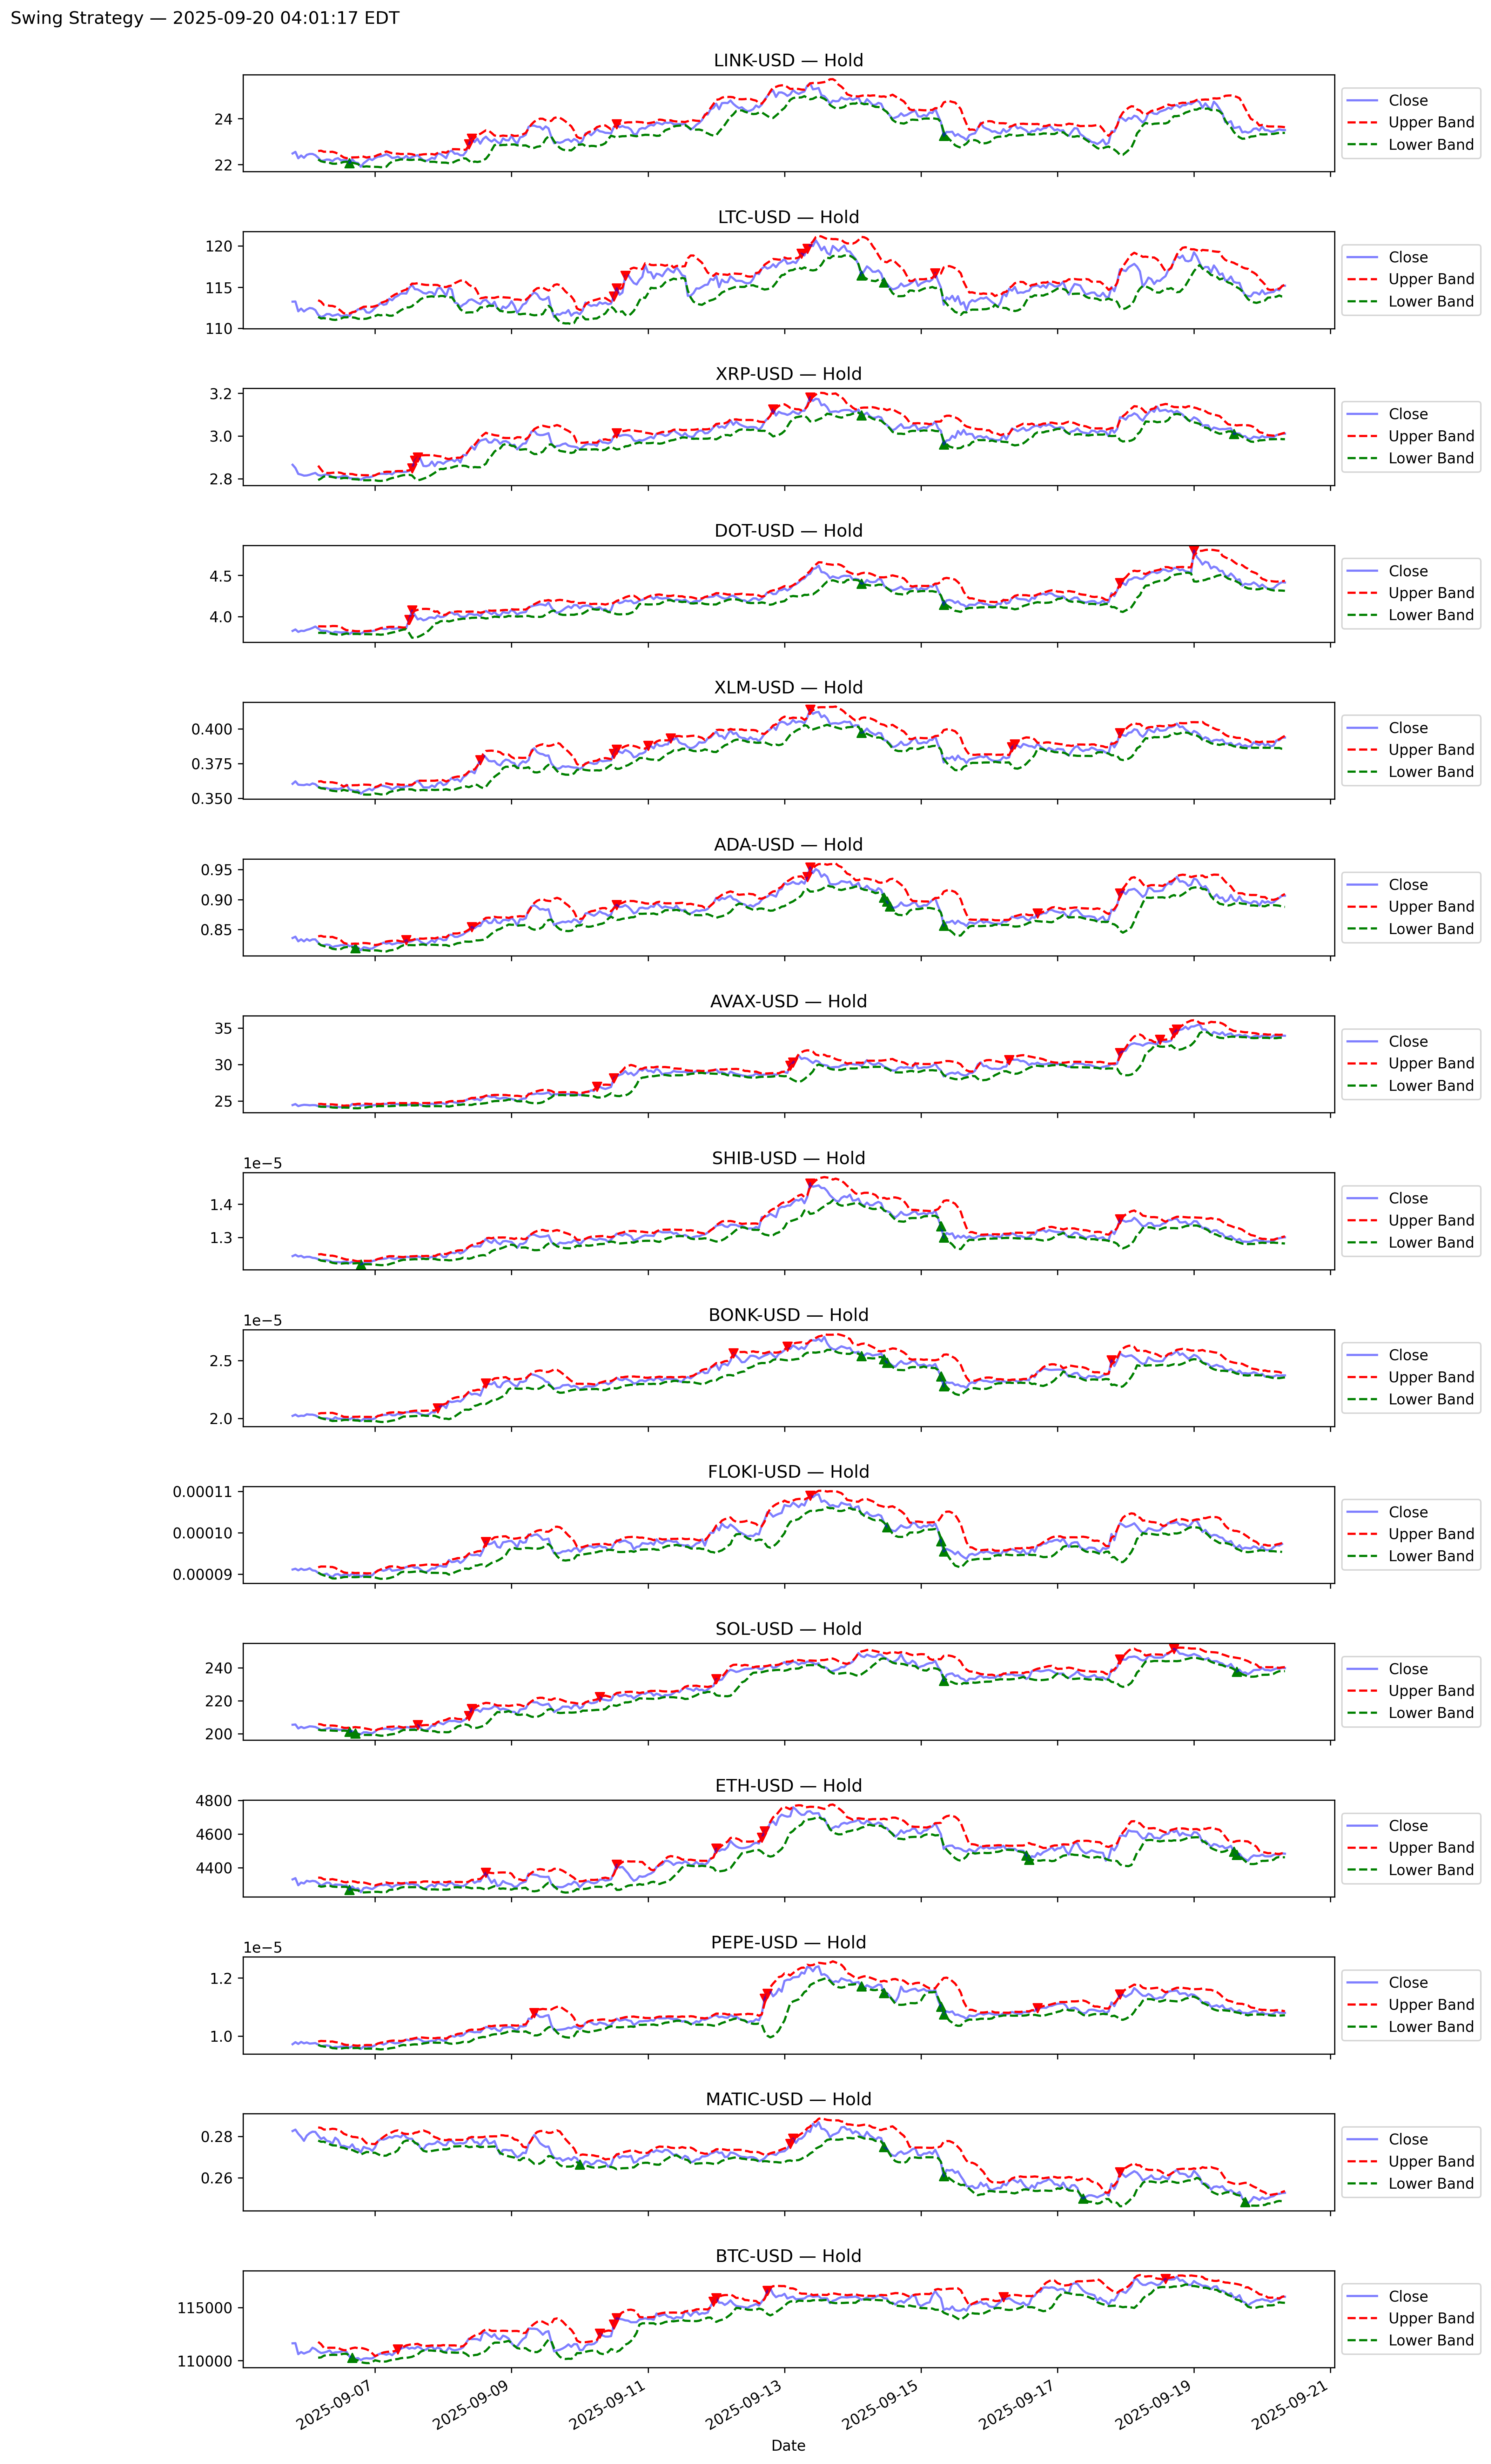 Swing Strategy — 2025-09-20 04:01:17 EDT
LINK-USD — Hold
24
22
Close
Upper Band
Lower Band
LTC-USD — Hold
120
115
110
Close
Upper Band
Lower Band
XRP-USD — Hold
3.2
3.0
2.8
Close
Upper Band
Lower Band
DOT-USD — Hold
4.5
4.0
Close
Upper Band
Lower Band
XLM-USD — Hold
0.400
0.375
0.350
Close
Upper Band
Lower Band
ADA-USD — Hold
0.95
0.90
0.85
Close
Upper Band
Lower Band
AVAX-USD — Hold
35
30
25
Close
Upper Band
Lower Band
SHIB-USD — Hold
1e−5
1.4
1.3
Close
Upper Band
Lower Band
BONK-USD — Hold
1e−5
2.5
2.0
Close
Upper Band
Lower Band
FLOKI-USD — Hold
0.00011
0.00010
0.00009
Close
Upper Band
Lower Band
SOL-USD — Hold
240
220
200
Close
Upper Band
Lower Band
ETH-USD — Hold
4800
4600
4400
Close
Upper Band
Lower Band
PEPE-USD — Hold
1e−5
1.2
1.0
Close
Upper Band
Lower Band
MATIC-USD — Hold
0.28
0.26
Close
Upper Band
Lower Band
BTC-USD — Hold
115000
110000
Close
Upper Band
Lower Band
2025-09-07
2025-09-09
2025-09-11
2025-09-13
2025-09-15
2025-09-17
2025-09-19
2025-09-21
Date